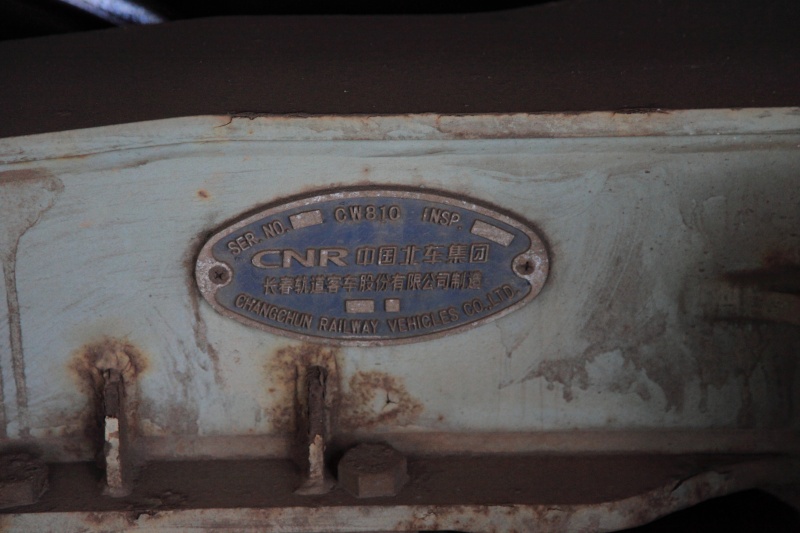 SER. NO. CW810 INSP.
CNR 中国北车集团
长春轨道客车股份有限公司制造
CHANGCHUN RAILWAY VEHICLES CO.,LTD.